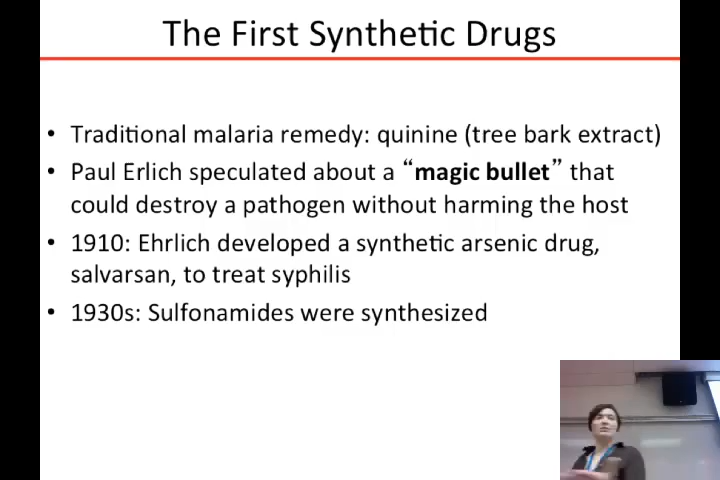 The First Synthetic Drugs
• Traditional malaria remedy: quinine (tree bark extract)
• Paul Erlich speculated about a “magic bullet” that
could destroy a pathogen without harming the host
• 1910: Ehrlich developed a synthetic arsenic drug,
salvarsan, to treat syphilis
• 1930s: Sulfonamides were synthesized